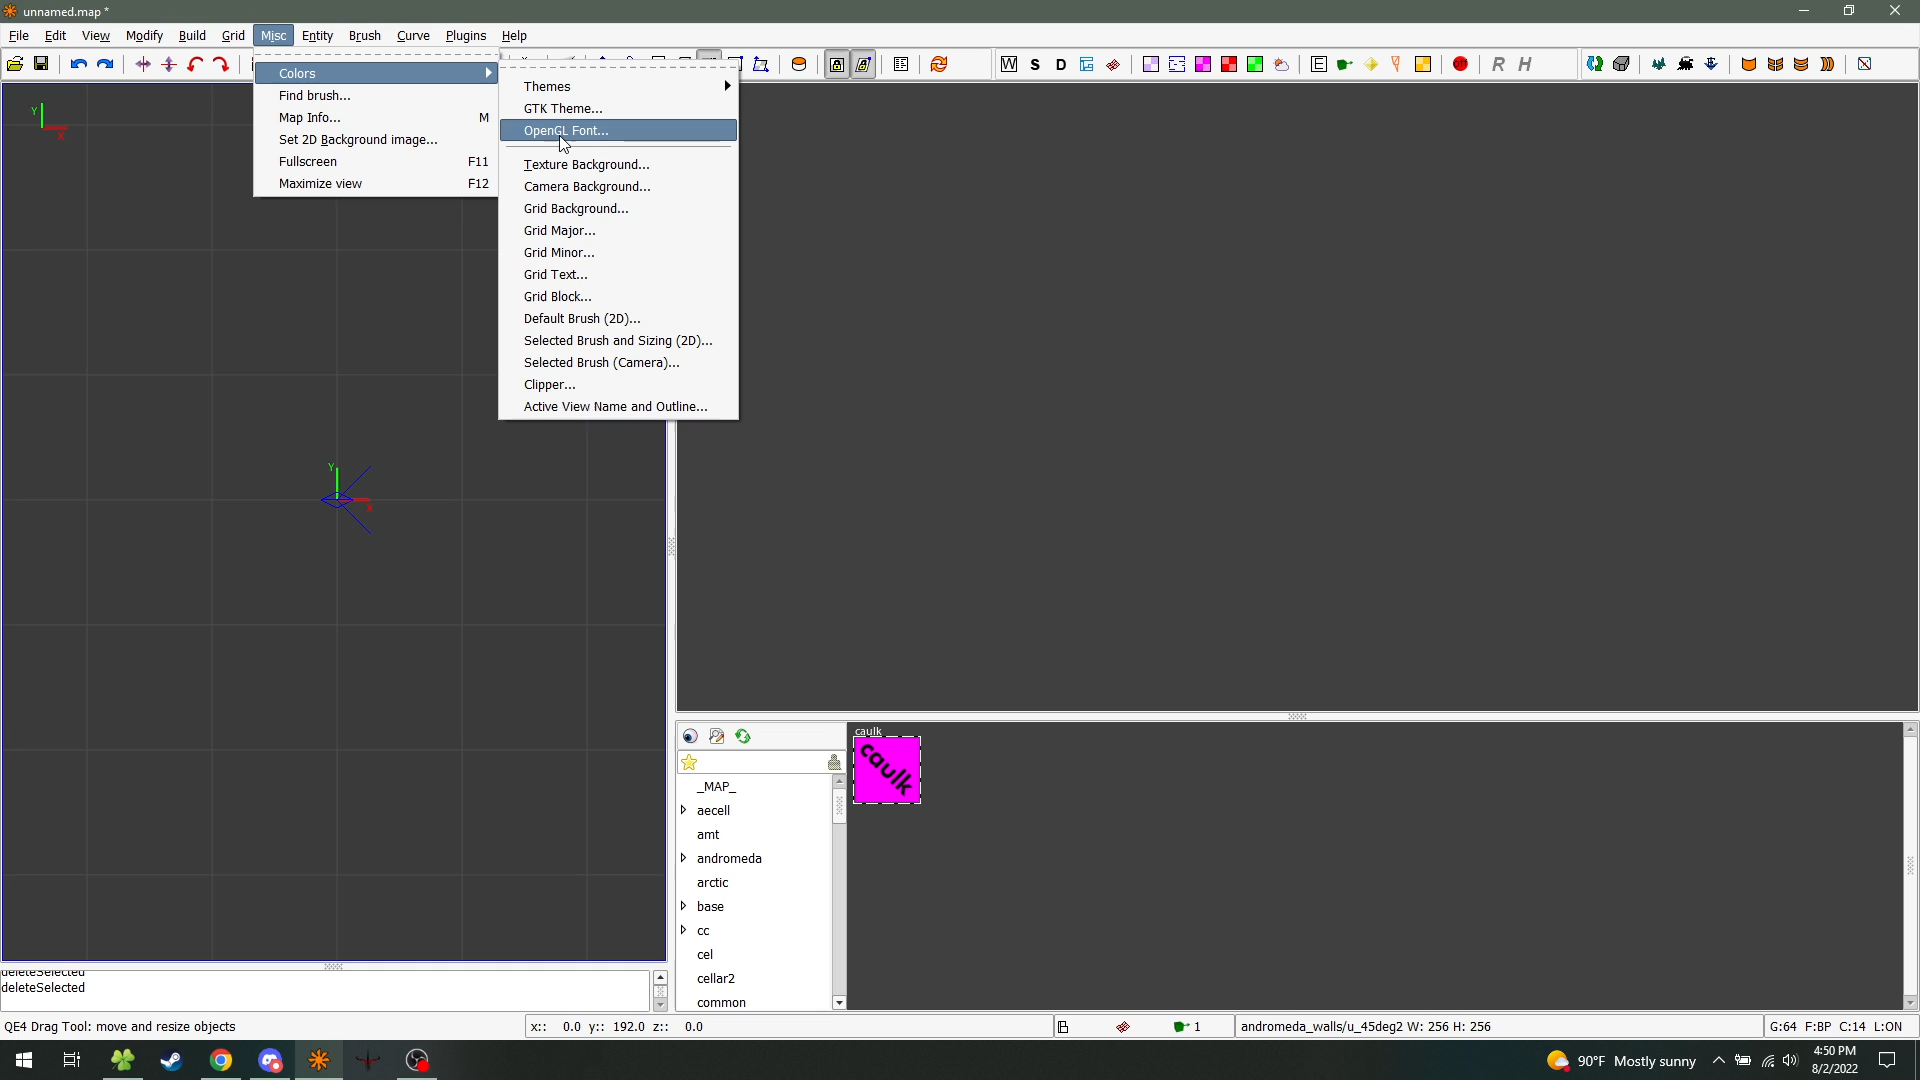 unnamed.map *
File Edit View Modify Build Grid Misc Entity Brush Curve Plugins Help
W S D E R H
Colors
Find brush...
Map Info... M
Set 2D Background image...
Fullscreen F11
Maximize view F12
Themes
GTK Theme...
OpenGL Font...
Texture Background...
Camera Background...
Grid Background...
Grid Major...
Grid Minor...
Grid Text...
Grid Block...
Default Brush (2D)...
Selected Brush and Sizing (2D)...
Selected Brush (Camera)...
Clipper...
Active View Name and Outline...
Y
X
Y
X
caulk
caulk
_MAP_
aecell
amt
andromeda
arctic
base
cc
cel
cellar2
common
deleteSelected
deleteSelected
QE4 Drag Tool: move and resize objects
x:: 0.0 y:: 192.0 z:: 0.0
1
andromeda_walls/u_45deg2 W: 256 H: 256
G:64 F:BP C:14 L:ON
90°F Mostly sunny
4:50 PM
8/2/2022